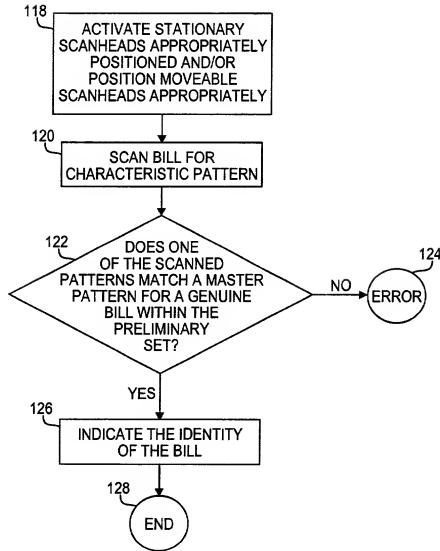 118
ACTIVATE STATIONARY
SCANHEADS APPROPRIATELY
POSITIONED AND/OR
POSITION MOVEABLE
SCANHEADS APPROPRIATELY
120
SCAN BILL FOR
CHARACTERISTIC PATTERN
122
DOES ONE
OF THE SCANNED
PATTERNS MATCH A MASTER
PATTERN FOR A GENUINE
BILL WITHIN THE
PRELIMINARY
SET?
NO
124
ERROR
YES
126
INDICATE THE IDENTITY
OF THE BILL
128
END